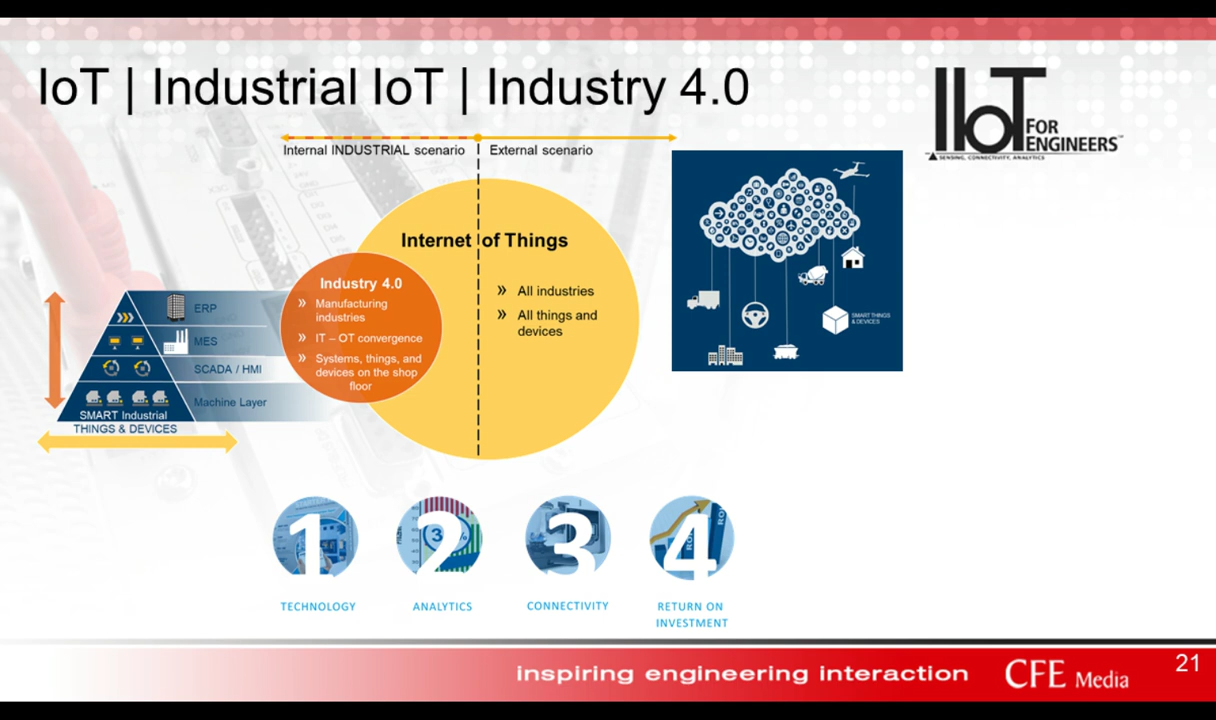 IoT | Industrial IoT | Industry 4.0
IIoT
FOR
ENGINEERS™
SENSING, CONNECTIVITY, ANALYTICS
Internal INDUSTRIAL scenario
External scenario
Internet of Things
Industry 4.0
» Manufacturing
industries
» IT – OT convergence
» Systems, things, and
devices on the shop
floor
» All industries
» All things and
devices
SMART THINGS
& DEVICES
ERP
MES
SCADA / HMI
Machine Layer
SMART Industrial
THINGS & DEVICES
1
2
3
4
TECHNOLOGY
ANALYTICS
CONNECTIVITY
RETURN ON
INVESTMENT
inspiring engineering interaction
CFE Media
21